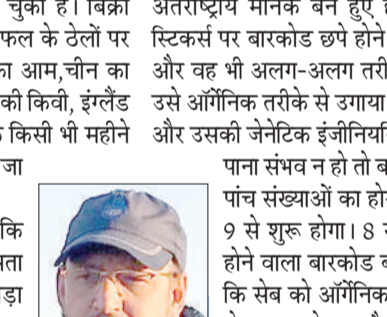 चुकी है। बिक्री
फल के ठेलों पर
का आम,चीन का
की किवी, इंग्लैंड
किसी भी महीने
जा
कि
ड़ा
अंतर्राष्ट्रीय मानक बने हुए
स्टिकर्स पर बारकोड छपे होने
और वह भी अलग-अलग तरी
उसे ऑर्गेनिक तरीके से उगाया
और उसकी जेनेटिक इंजीनियरि
पाना संभव न हो तो ब
पांच संख्याओं का हो
9 से शुरू होगा। 8
होने वाला बारकोड ब
कि सेब को ऑर्गेनिक